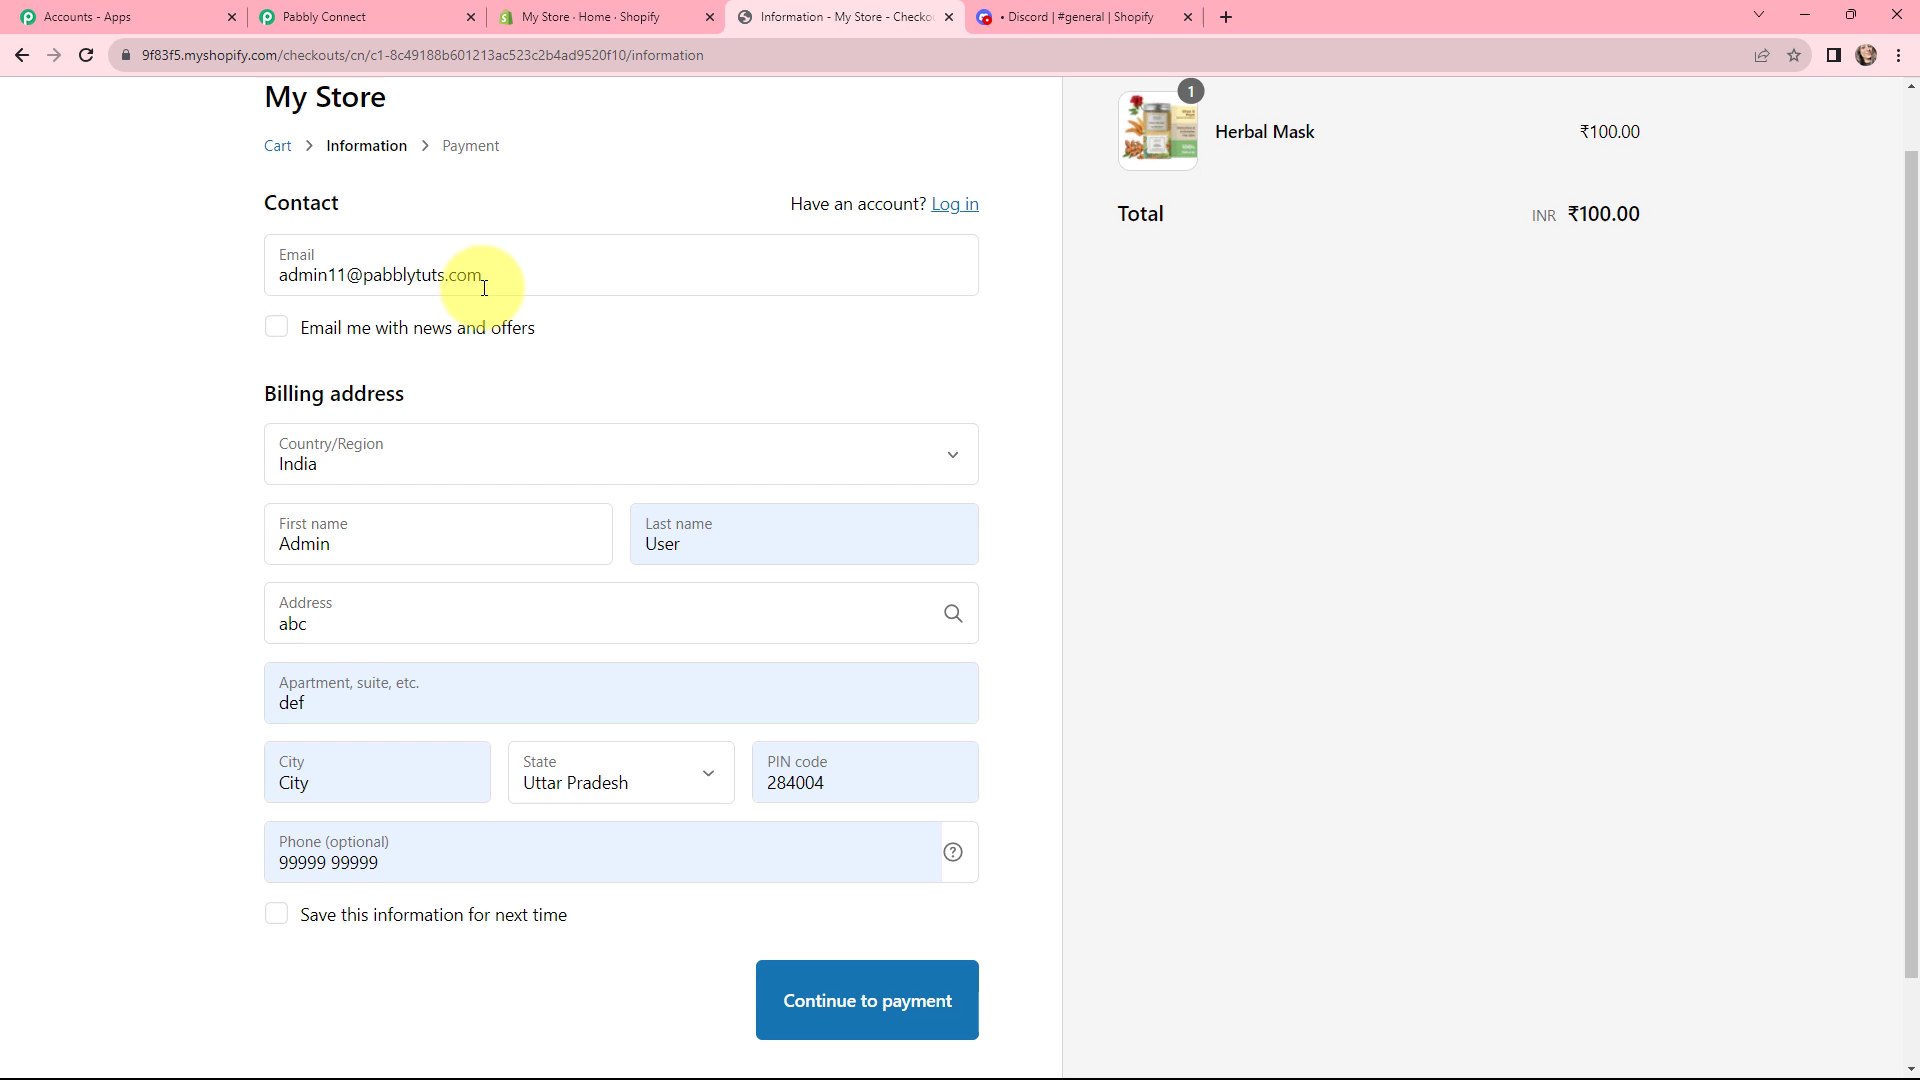 Accounts - Apps
Pabbly Connect
My Store · Home · Shopify
Information - My Store - Checkou
• Discord | #general | Shopify
9f83f5.myshopify.com/checkouts/cn/c1-8c49188b601213ac523c2b4ad9520f10/information
My Store
Cart > Information > Payment
Contact
Have an account? Log in
Email
admin11@pabblytuts.com
Email me with news and offers
Billing address
Country/Region
India
First name
Admin
Last name
User
Address
abc
Apartment, suite, etc.
def
City
City
State
Uttar Pradesh
PIN code
284004
Phone (optional)
99999 99999
Save this information for next time
Continue to payment
1
Herbal Mask
₹100.00
Total
INR ₹100.00